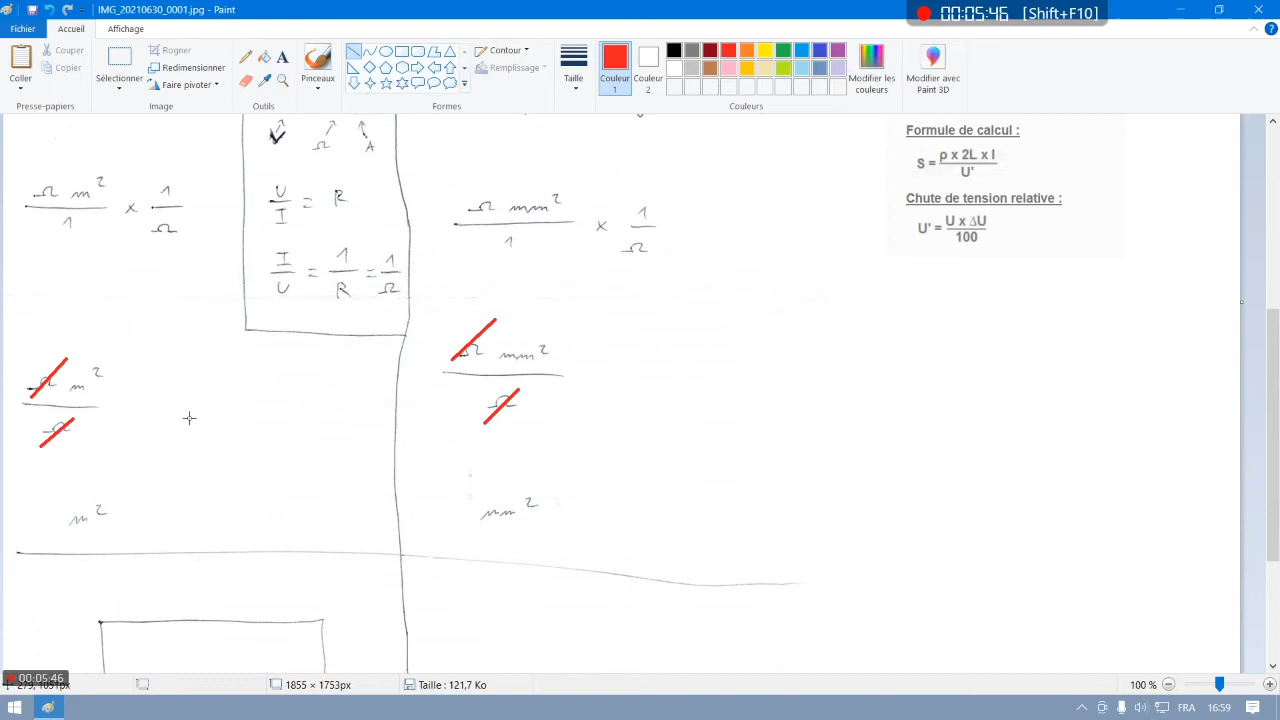 IMG_20210630_0001.jpg - Paint
00:05:46 [Shift+F10]
Fichier Accueil Affichage
Coller
Couper
Copier
Presse-papiers
Sélectionner
Rogner
Redimensionner
Faire pivoter
Image
Outils
Pinceaux
Contour
Remplissage
Formes
Taille
Couleur 1
Couleur 2
Couleurs
Modifier les couleurs
Modifier avec Paint 3D
Ω A
Ω m² / 1 × 1 / Ω
U / I = R
I / U = 1 / R = 1 / Ω
Ω m² / Ω
m²
Ω mm² / 1 × 1 / Ω
Ω mm² / Ω
mm²
Formule de calcul :
S = ρ x 2L x I / U'
Chute de tension relative :
U' = U x ΔU / 100
00:05:46
1855 × 1753px
Taille : 121,7 Ko
100 %
FRA 16:59